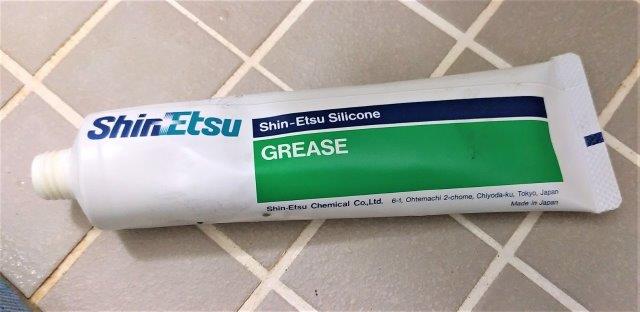 ShinEtsu
Shin-Etsu Silicone
GREASE
Shin-Etsu Chemical Co.,Ltd. 6-1, Ohtemachi 2-chome, Chiyoda-ku, Tokyo, Japan
Made in Japan